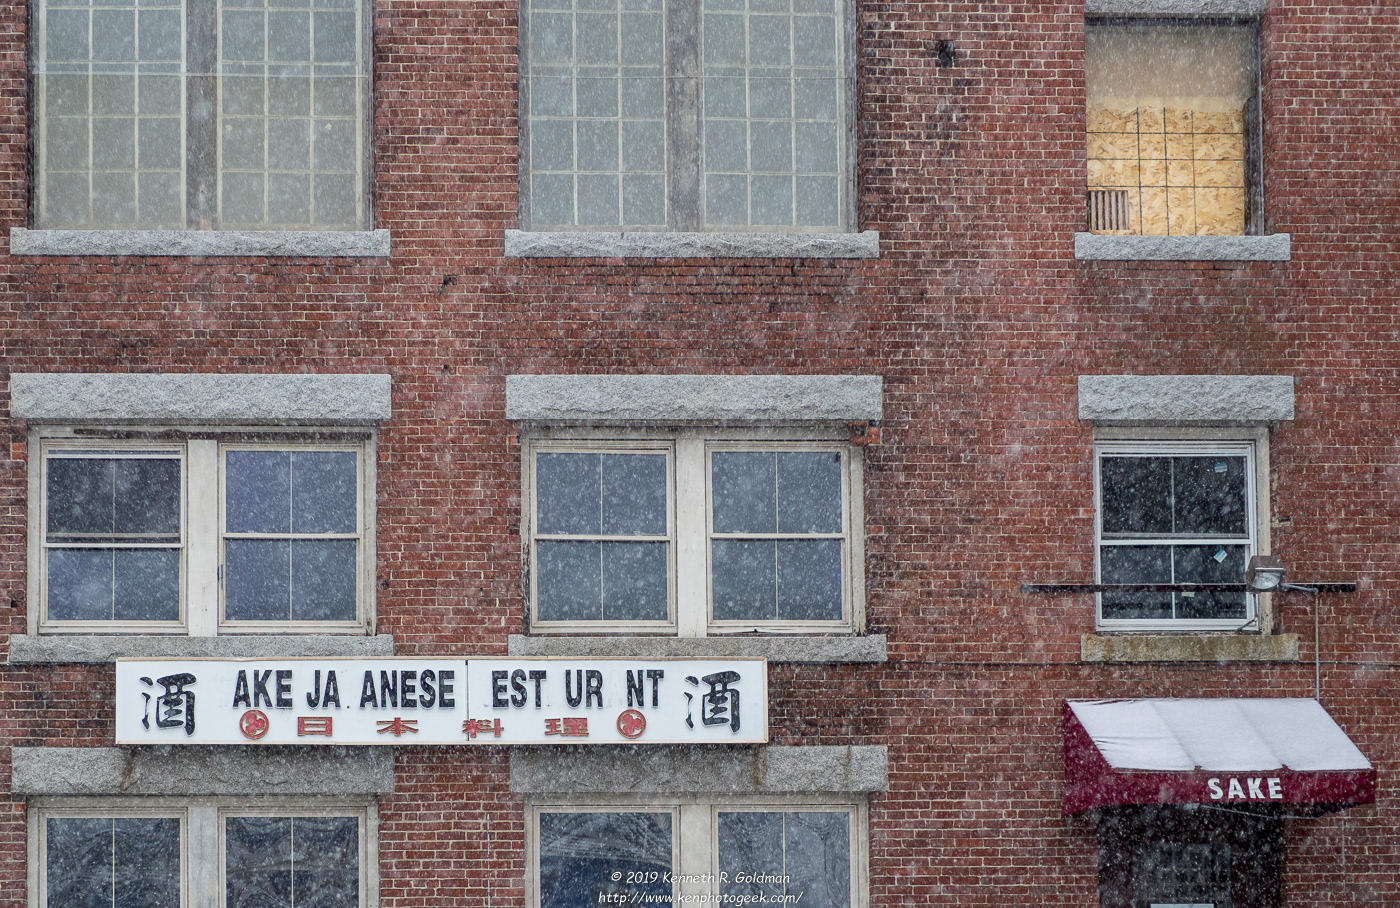 酒 AKE JA ANESE EST UR NT 酒
日本料理
SAKE
© 2019 Kenneth R. Goldman
http://www.kenphotogeek.com/